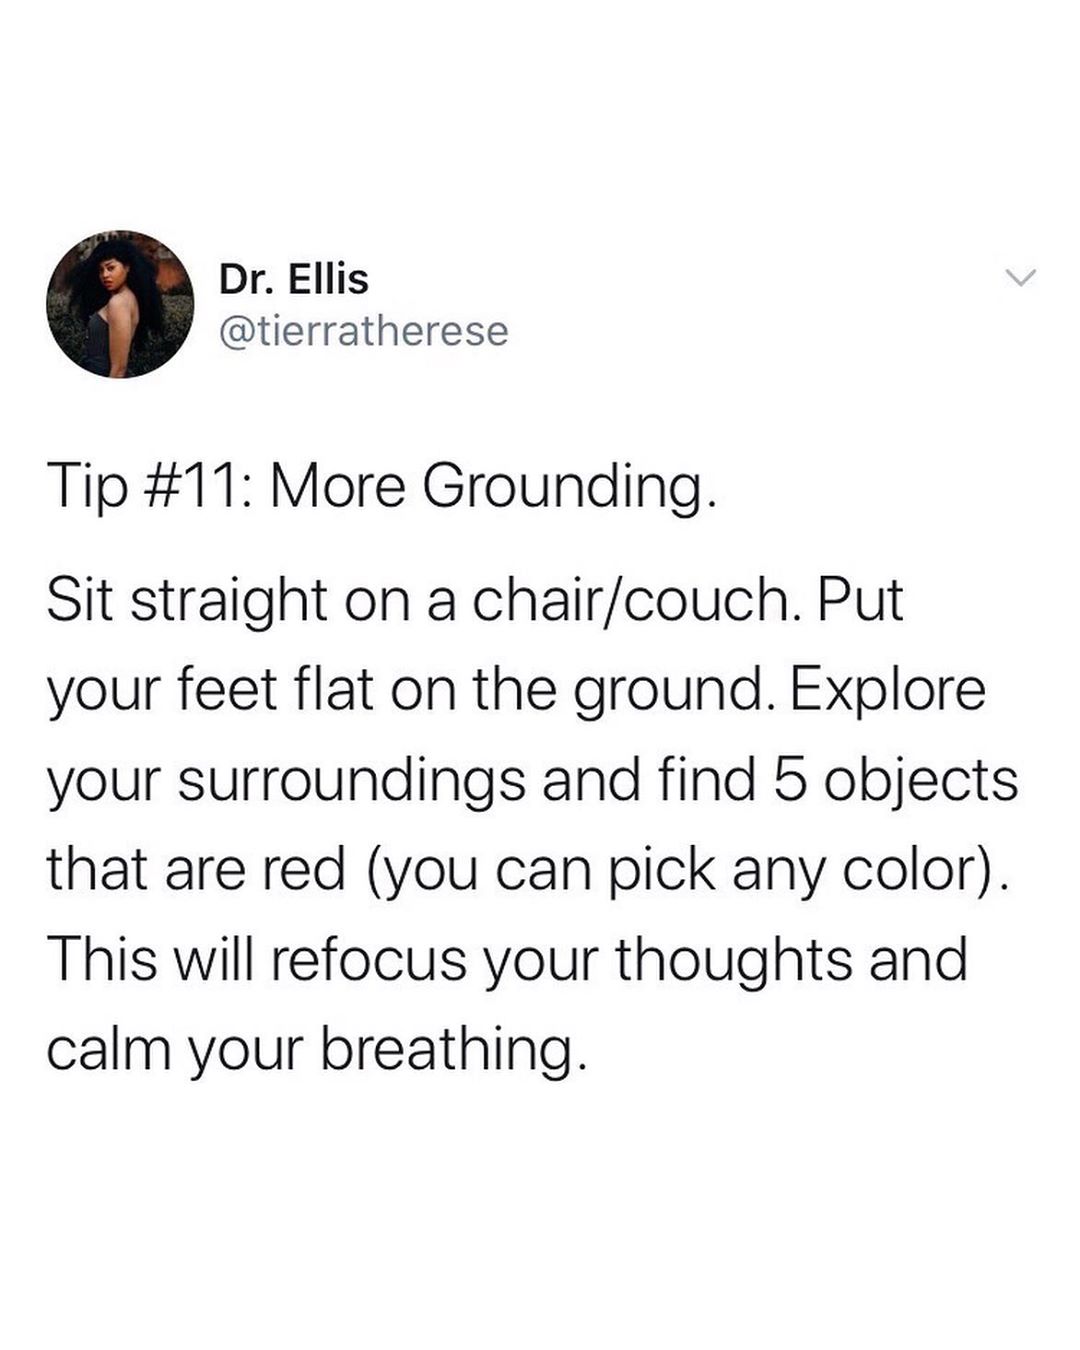 Dr. Ellis
@tierratherese
Tip #11: More Grounding.
Sit straight on a chair/couch. Put
your feet flat on the ground. Explore
your surroundings and find 5 objects
that are red (you can pick any color).
This will refocus your thoughts and
calm your breathing.